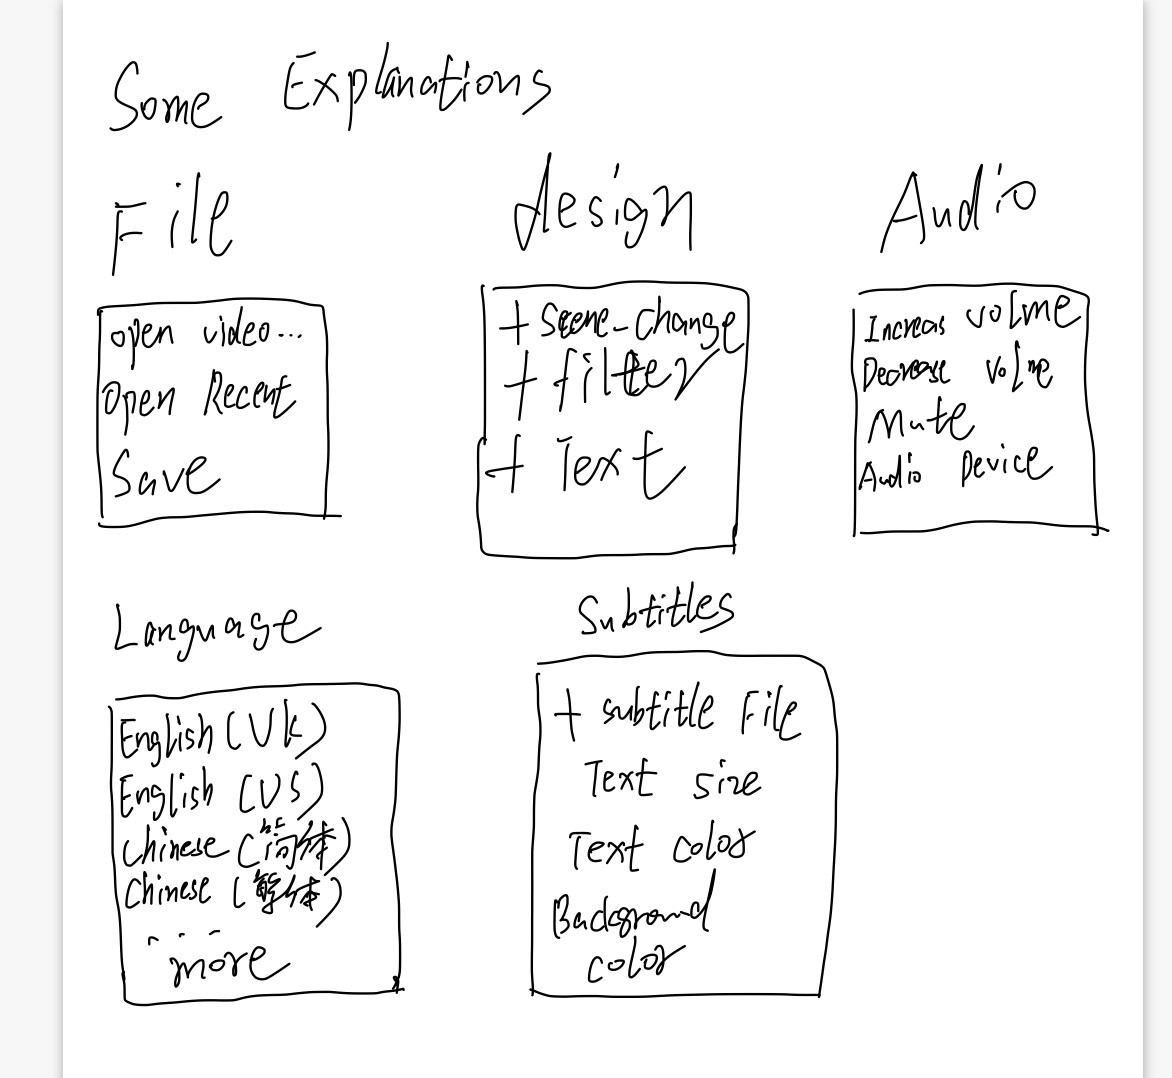 Some Explanations
File
open video...
Open Recent
Save
design
+ Scene-change
+ filter
+ Text
Audio
Increas volme
Decrease volme
Mute
Audio Device
Language
English (UK)
English (US)
Chinese (简体)
Chinese (繁体)
... more
Subtitles
+ subtitle File
Text size
Text color
Background
color